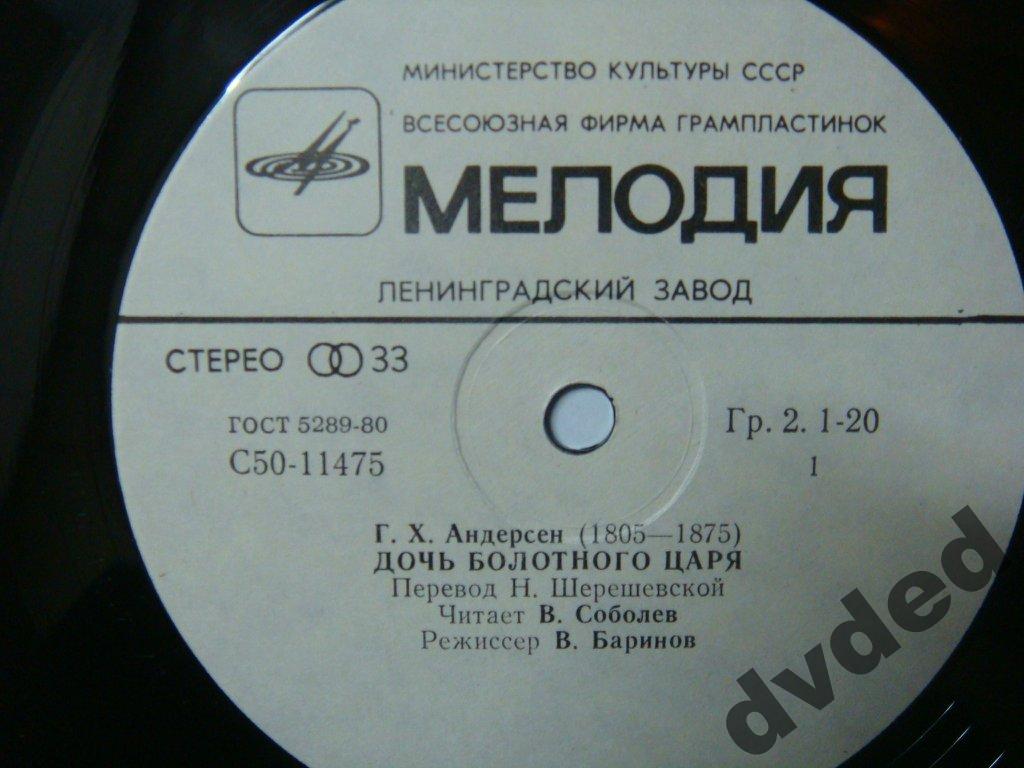 МИНИСТЕРСТВО КУЛЬТУРЫ СССР
ВСЕСОЮЗНАЯ ФИРМА ГРАМПЛАСТИНОК
МЕЛОДИЯ
ЛЕНИНГРАДСКИЙ ЗАВОД
СТЕРЕО 33
ГОСТ 5289-80
С50-11475
Гр. 2. 1-20
1
Г. Х. Андерсен (1805—1875)
ДОЧЬ БОЛОТНОГО ЦАРЯ
Перевод Н. Шерешевской
Читает В. Соболев
Режиссер В. Баринов
dvded